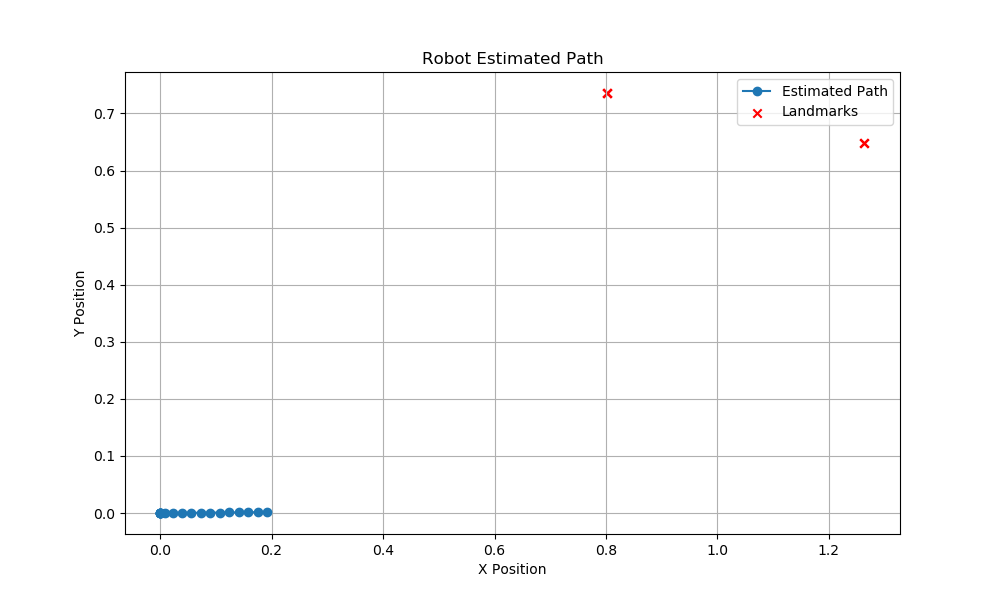 Robot Estimated Path
Estimated Path
Landmarks
0.7
0.6
0.5
0.4
0.3
0.2
0.1
0.0
Y Position
0.0 0.2 0.4 0.6 0.8 1.0 1.2
X Position